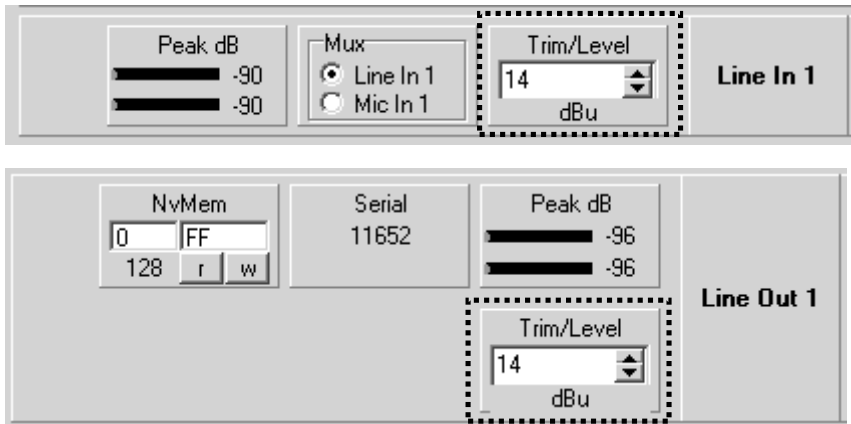 Peak dB
-90
-90
Mux
Line In 1
Mic In 1
Trim/Level
14
dBu
Line In 1
NvMem
0 FF
128 r w
Serial
11652
Peak dB
-96
-96
Trim/Level
14
dBu
Line Out 1